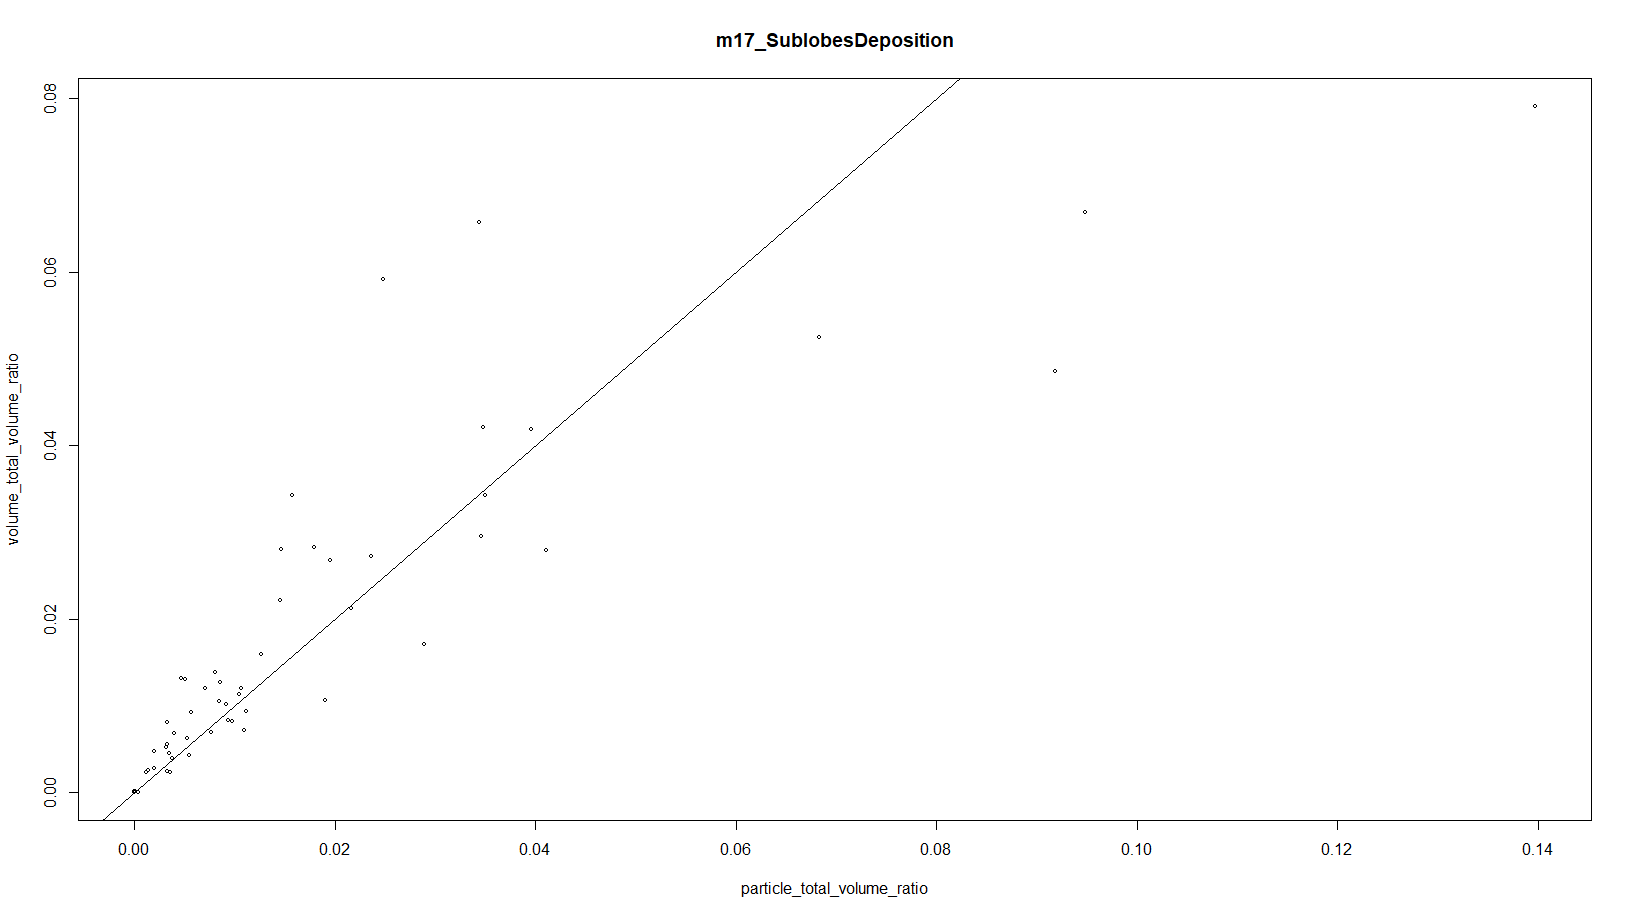 m17_SublobesDeposition
volume_total_volume_ratio
0.08
0.06
0.04
0.02
0.00
0.00 0.02 0.04 0.06 0.08 0.10 0.12 0.14
particle_total_volume_ratio